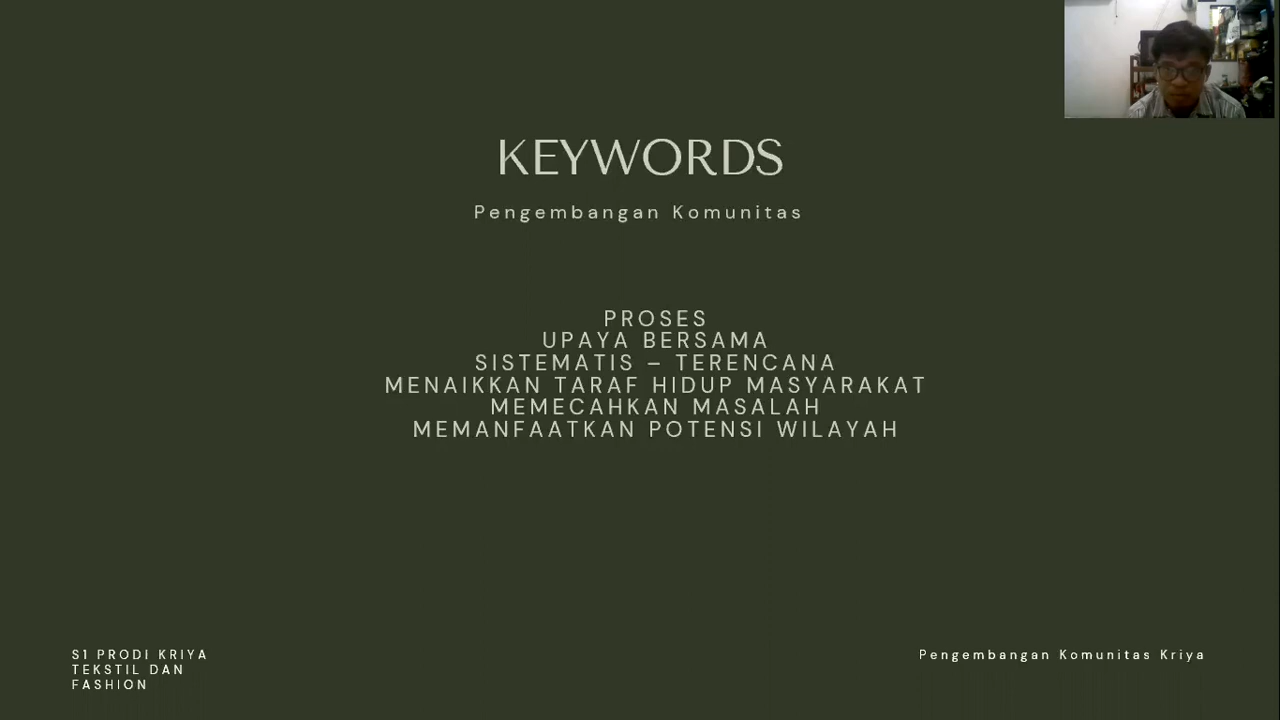 KEYWORDS
Pengembangan Komunitas
PROSES
UPAYA BERSAMA
SISTEMATIS – TERENCANA
MENAIKKAN TARAF HIDUP MASYARAKAT
MEMECAHKAN MASALAH
MEMANFAATKAN POTENSI WILAYAH
S1 PRODI KRIYA
TEKSTIL DAN
FASHION
Pengembangan Komunitas Kriya